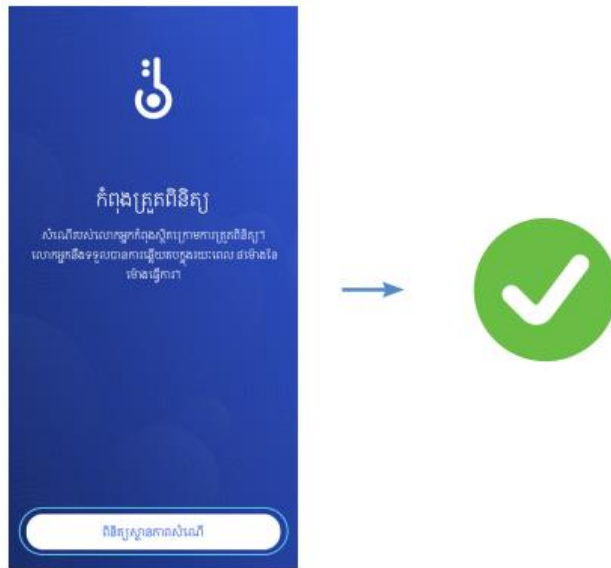 កំពុងត្រួតពិនិត្យ
សំណើរបស់លោកអ្នកកំពុងស្ថិតក្រោមការត្រួតពិនិត្យ។
លោកអ្នកនឹងទទួលបានការឆ្លើយតបក្នុងរយៈពេល ៨ម៉ោងនៃ
ម៉ោងធ្វើការ។
ពិនិត្យស្ថានភាពសំណើ